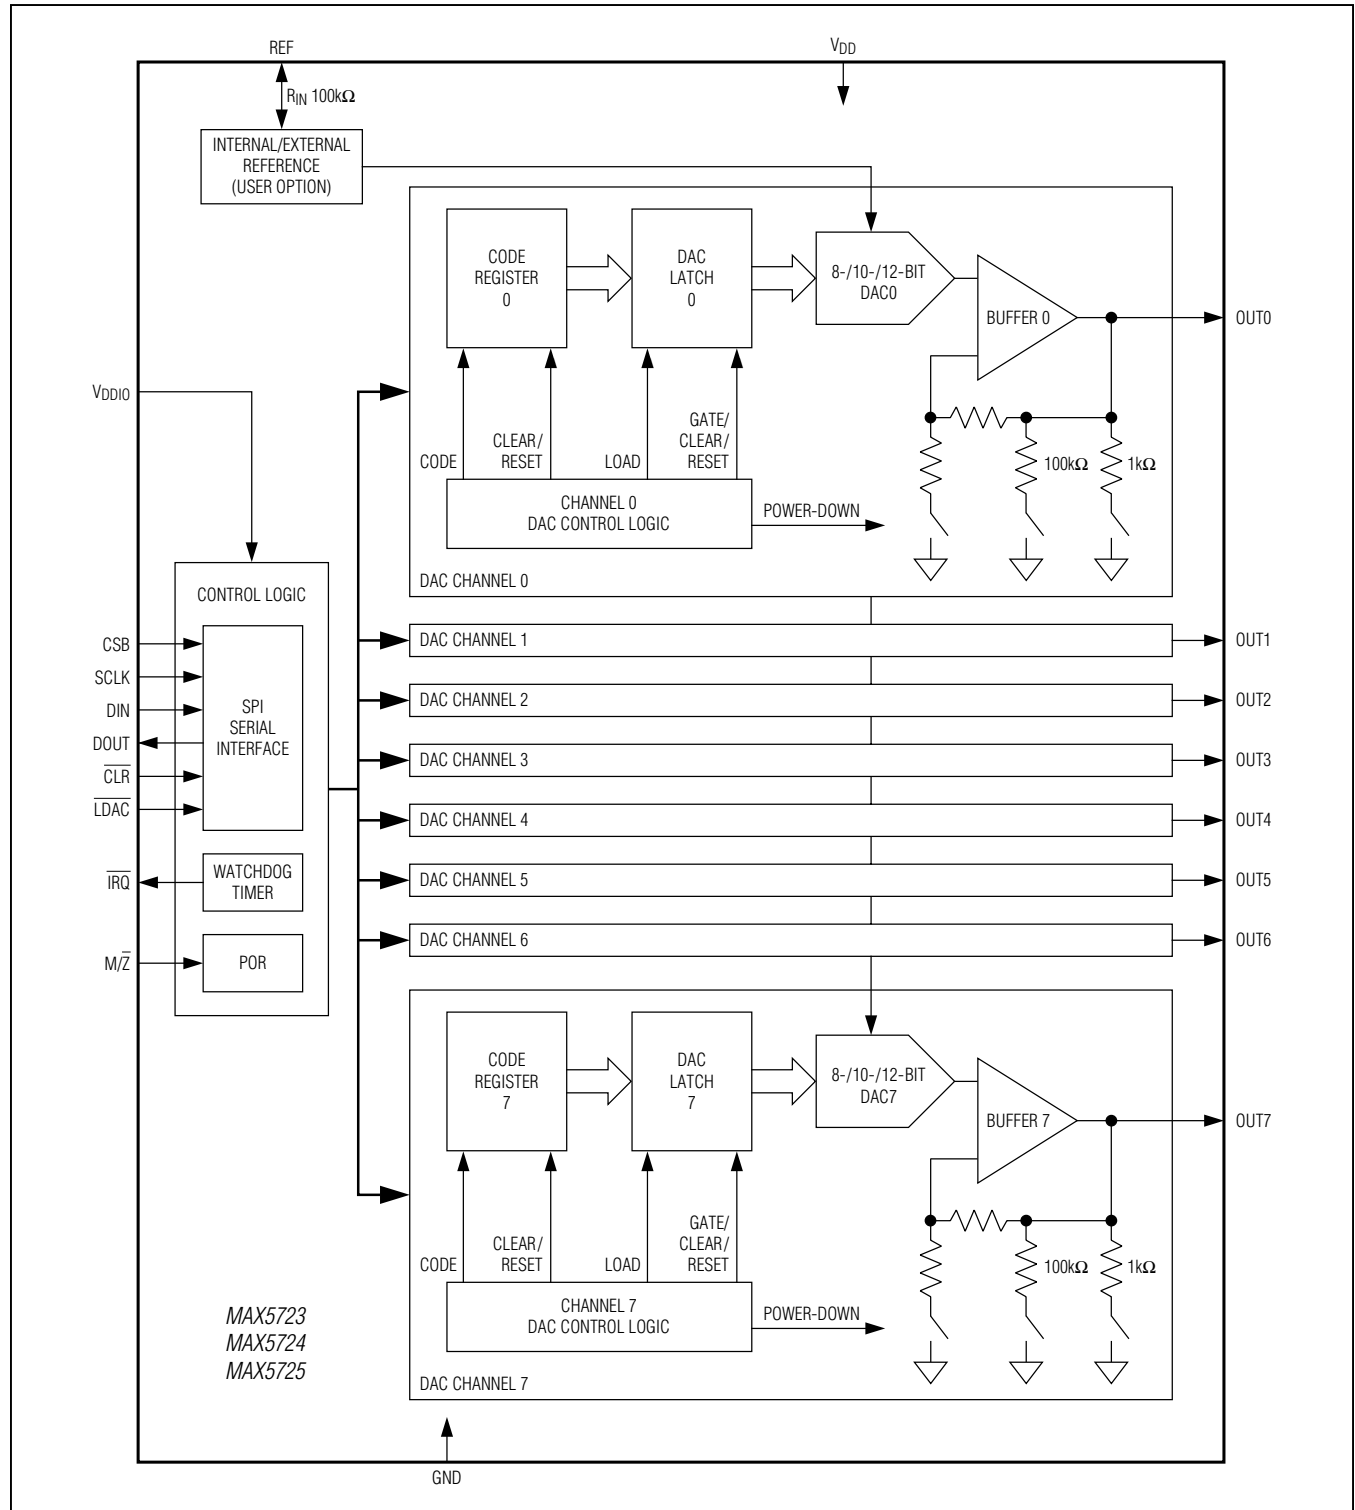 REF
VDD
RIN 100kΩ
INTERNAL/EXTERNAL
REFERENCE
(USER OPTION)
CODE
REGISTER
0
DAC
LATCH
0
8-/10-/12-BIT
DAC0
BUFFER 0
OUT0
VDDIO
CODE
CLEAR/
RESET
LOAD
GATE/
CLEAR/
RESET
100kΩ
1kΩ
CHANNEL 0
DAC CONTROL LOGIC
POWER-DOWN
DAC CHANNEL 0
CONTROL LOGIC
CSB
SCLK
DIN
DOUT
C̅L̅R̅
L̅D̅A̅C̅
SPI
SERIAL
INTERFACE
I̅R̅Q̅
WATCHDOG
TIMER
M/Z̅
POR
DAC CHANNEL 1
OUT1
DAC CHANNEL 2
OUT2
DAC CHANNEL 3
OUT3
DAC CHANNEL 4
OUT4
DAC CHANNEL 5
OUT5
DAC CHANNEL 6
OUT6
CODE
REGISTER
7
DAC
LATCH
7
8-/10-/12-BIT
DAC7
BUFFER 7
OUT7
CODE
CLEAR/
RESET
LOAD
GATE/
CLEAR/
RESET
100kΩ
1kΩ
CHANNEL 7
DAC CONTROL LOGIC
POWER-DOWN
DAC CHANNEL 7
MAX5723
MAX5724
MAX5725
GND